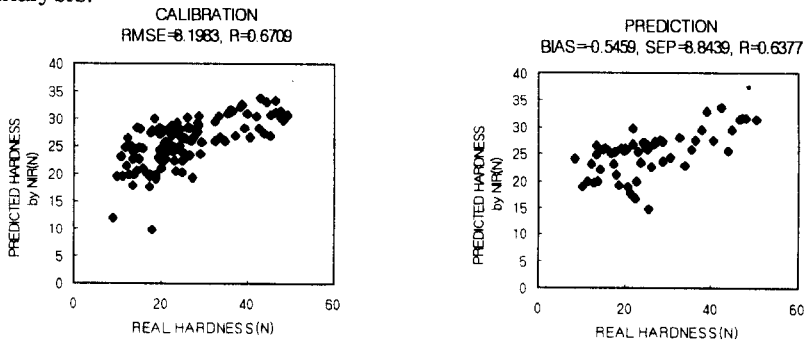 CALIBRATION
RMSE=8.1983, R=0.6709
40
35
30
25
20
15
10
5
0
0 20 40 60
PREDICTED HARDNESS
by NIR(N)
REAL HARDNESS(N)
PREDICTION
BIAS=-0.5459, SEP=8.8439, R=0.6377
40
35
30
25
20
15
10
5
0
0 20 40 60
PREDICTED HARDNESS
by NIR(N)
REAL HARDNESS(N)